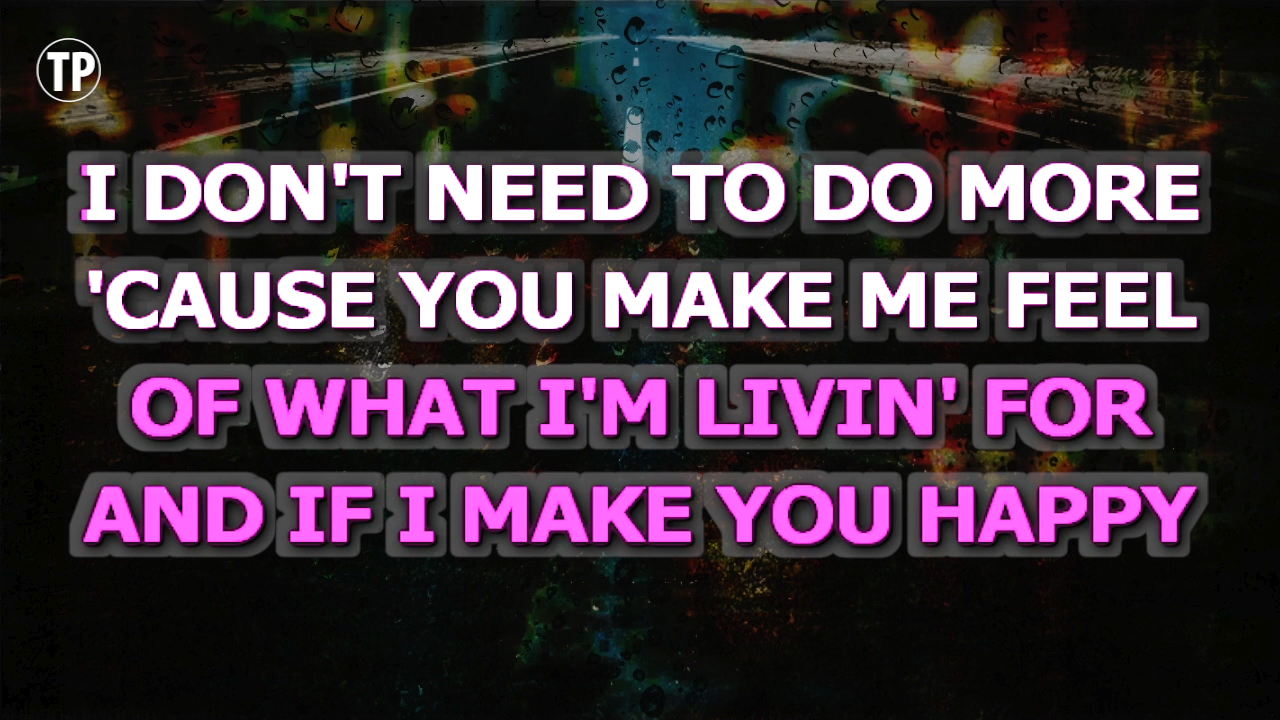 TP
I DON'T NEED TO DO MORE
'CAUSE YOU MAKE ME FEEL
OF WHAT I'M LIVIN' FOR
AND IF I MAKE YOU HAPPY